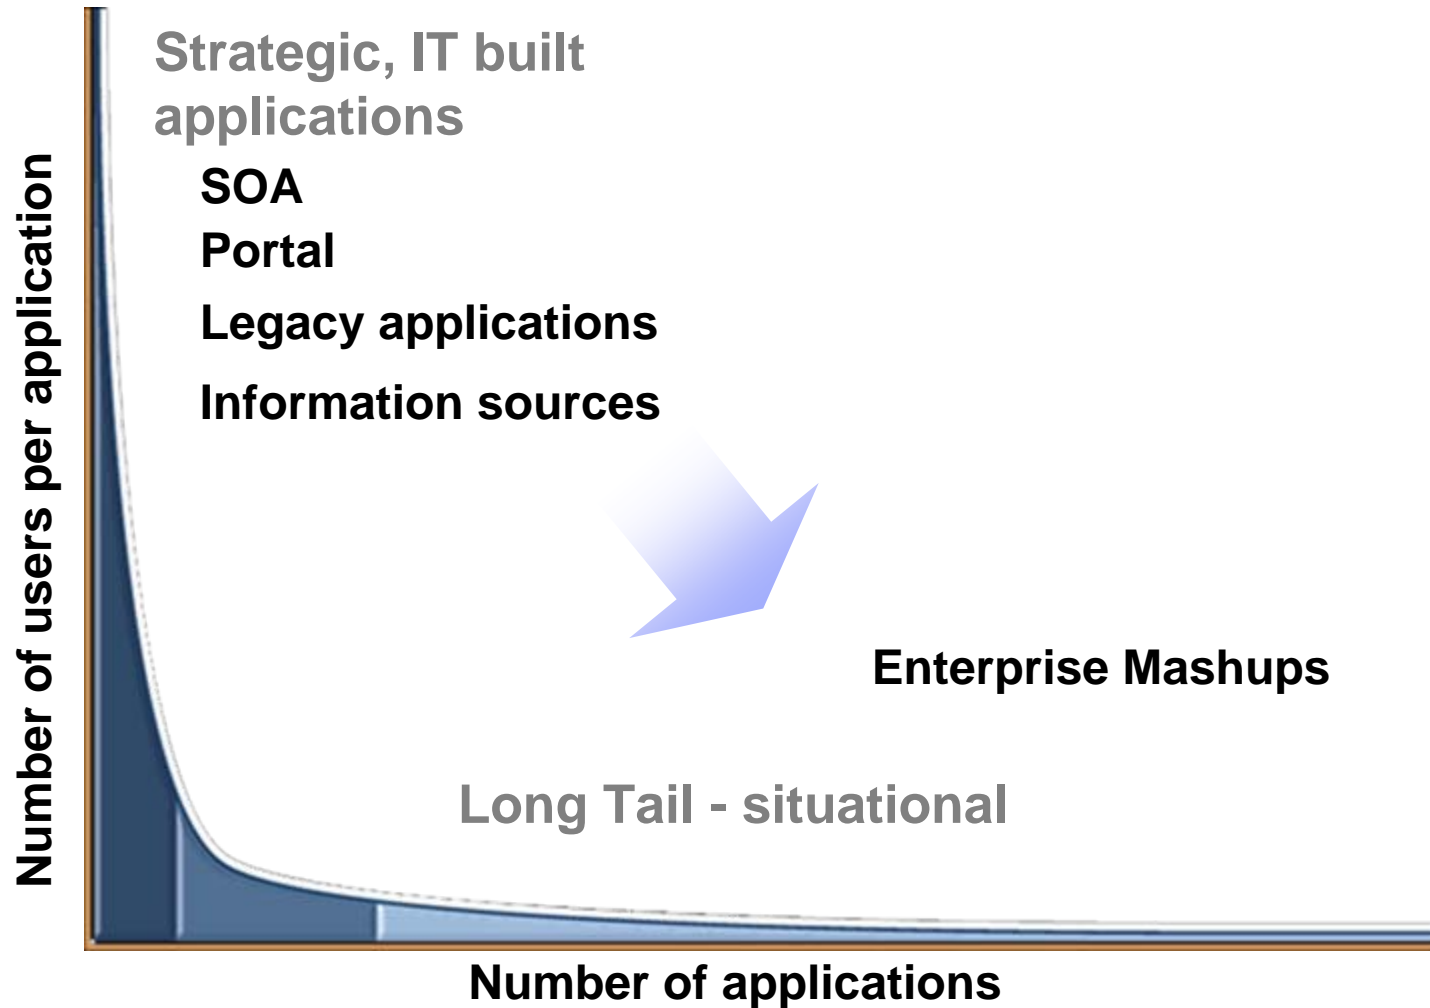 Strategic, IT built
applications
SOA
Portal
Legacy applications
Information sources
Number of users per application
Enterprise Mashups
Long Tail - situational
Number of applications